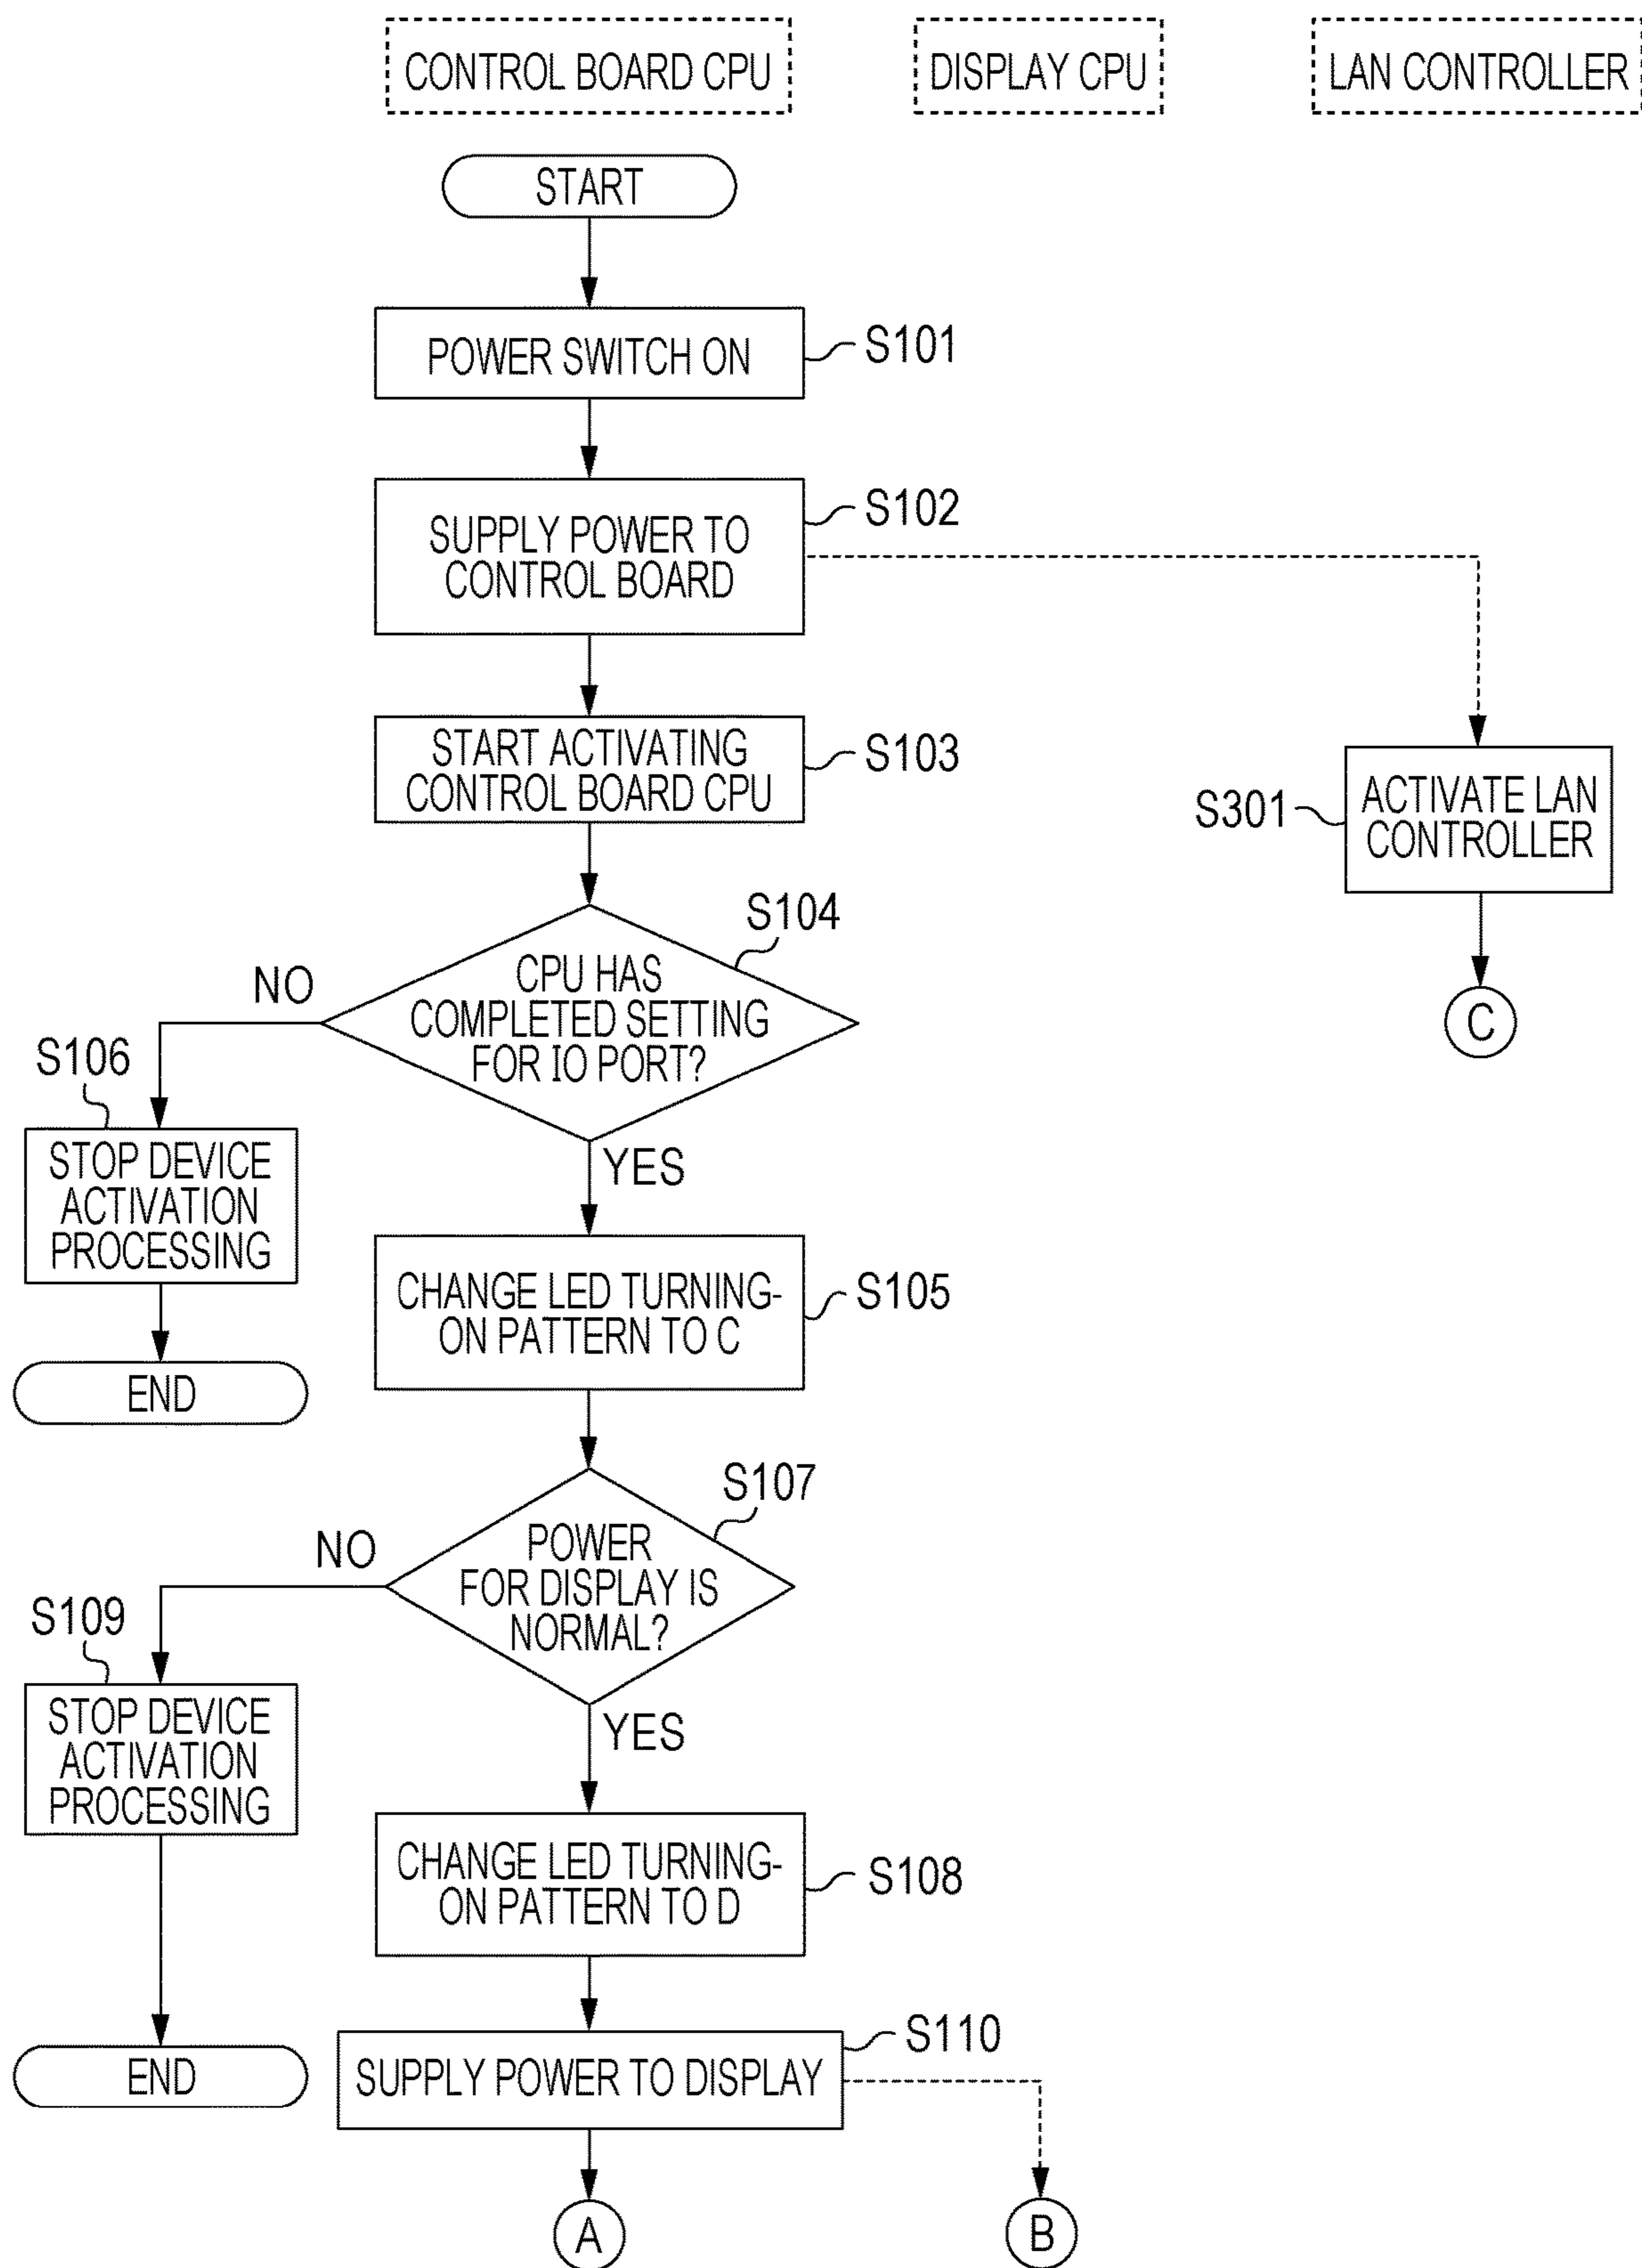 CONTROL BOARD CPU
DISPLAY CPU
LAN CONTROLLER
START
POWER SWITCH ON
S101
SUPPLY POWER TO
CONTROL BOARD
S102
START ACTIVATING
CONTROL BOARD CPU
S103
S301
ACTIVATE LAN
CONTROLLER
C
S104
CPU HAS
COMPLETED SETTING
FOR IO PORT?
NO
S106
STOP DEVICE
ACTIVATION
PROCESSING
END
YES
CHANGE LED TURNING-
ON PATTERN TO C
S105
S107
POWER
FOR DISPLAY IS
NORMAL?
NO
S109
STOP DEVICE
ACTIVATION
PROCESSING
END
YES
CHANGE LED TURNING-
ON PATTERN TO D
S108
S110
SUPPLY POWER TO DISPLAY
A
B